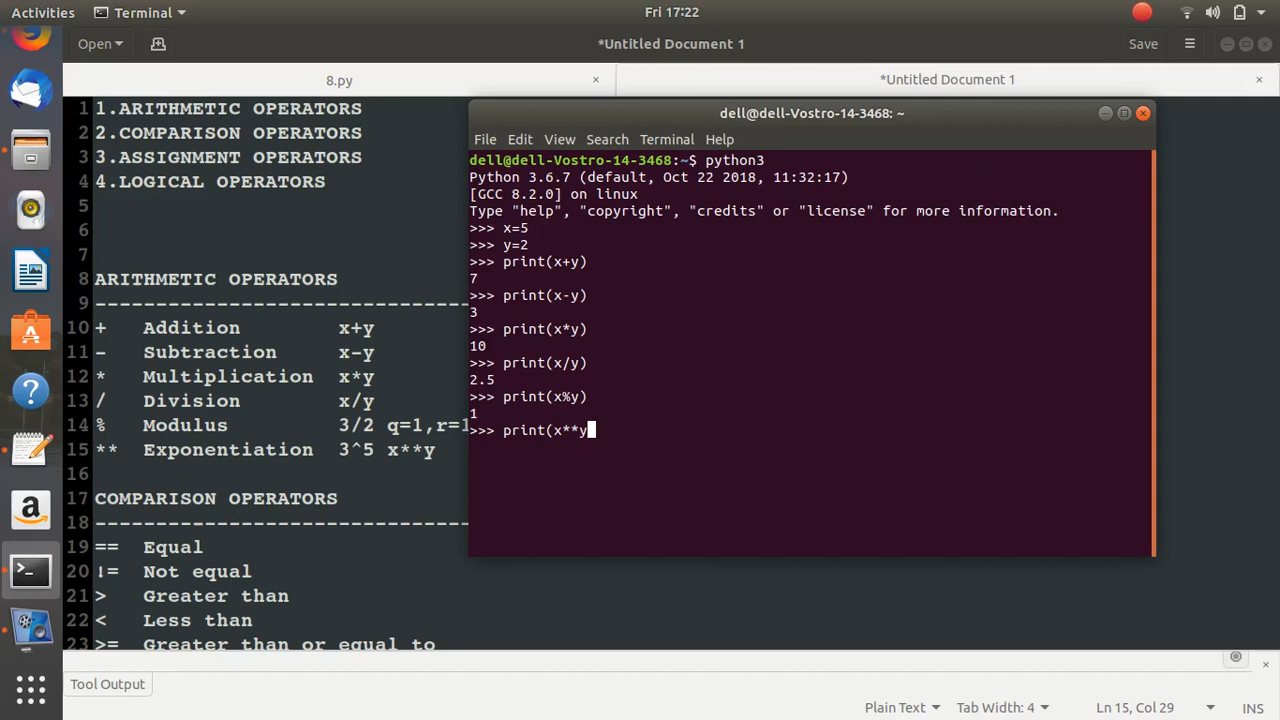 Activities Terminal Fri 17:22
Open *Untitled Document 1 Save
8.py *Untitled Document 1
1 1.ARITHMETIC OPERATORS
2 2.COMPARISON OPERATORS
3 3.ASSIGNMENT OPERATORS
4 4.LOGICAL OPERATORS
5
6
7
8 ARITHMETIC OPERATORS
9 -------------------------------
10 + Addition x+y
11 - Subtraction x-y
12 * Multiplication x*y
13 / Division x/y
14 % Modulus 3/2 q=1,r=1
15 ** Exponentiation 3^5 x**y
16
17 COMPARISON OPERATORS
18 -------------------------------
19 == Equal
20 != Not equal
21 > Greater than
22 < Less than
23 >= Greater than or equal to
dell@dell-Vostro-14-3468: ~
File Edit View Search Terminal Help
dell@dell-Vostro-14-3468:~$ python3
Python 3.6.7 (default, Oct 22 2018, 11:32:17)
[GCC 8.2.0] on linux
Type "help", "copyright", "credits" or "license" for more information.
>>> x=5
>>> y=2
>>> print(x+y)
7
>>> print(x-y)
3
>>> print(x*y)
10
>>> print(x/y)
2.5
>>> print(x%y)
1
>>> print(x**y
Tool Output
Plain Text Tab Width: 4 Ln 15, Col 29 INS